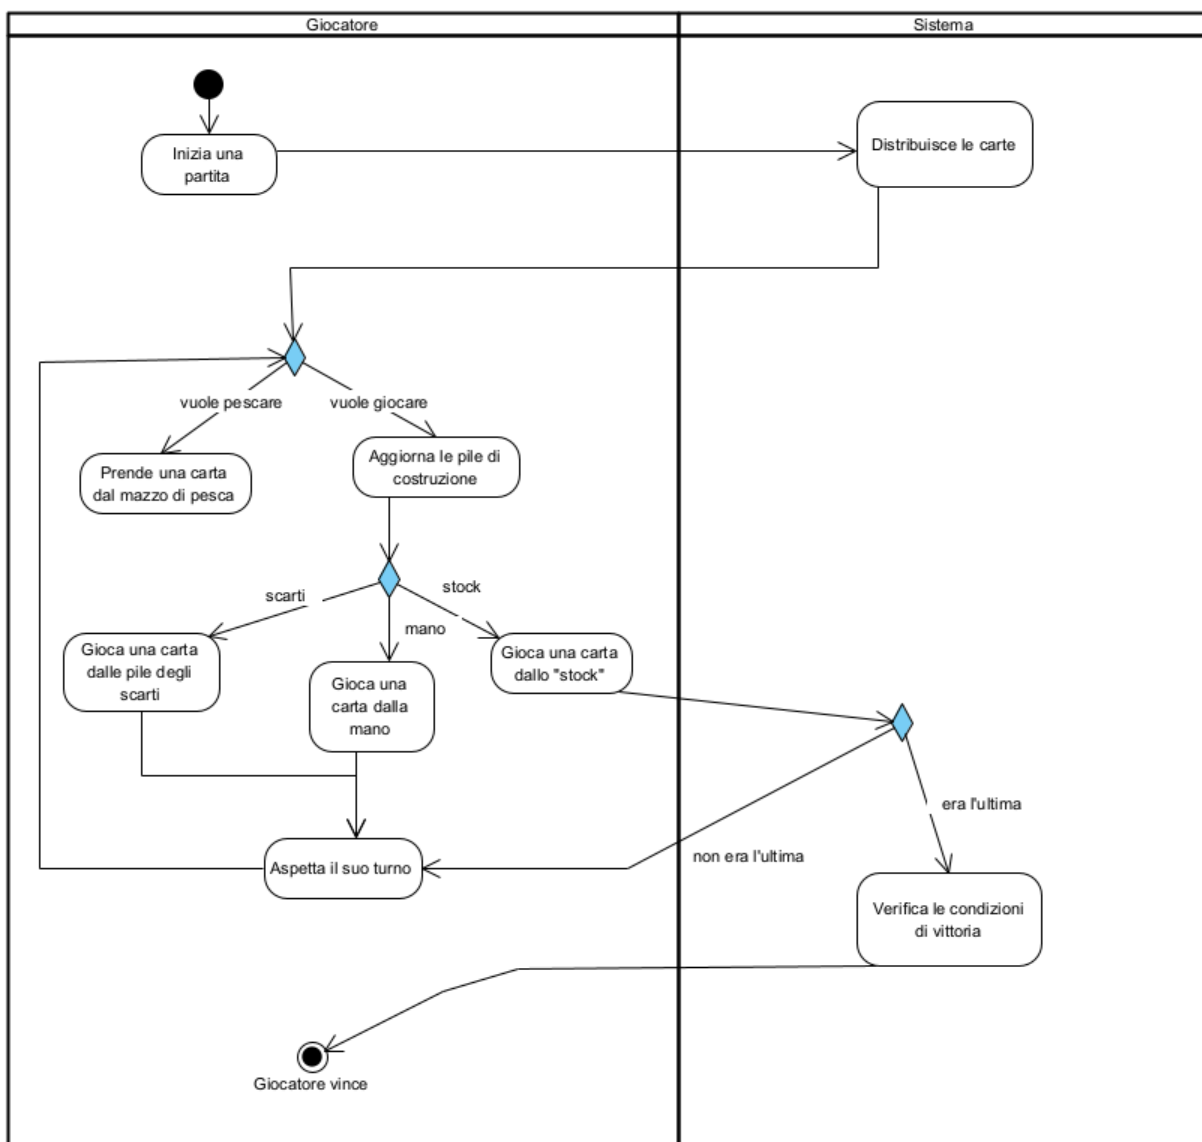 Giocatore
Sistema
Inizia una
partita
Distribuisce le carte
vuole pescare
vuole giocare
Prende una carta
dal mazzo di pesca
Aggiorna le pile di
costruzione
scarti
stock
mano
Gioca una carta
dalle pile degli
scarti
Gioca una
carta dalla
mano
Gioca una carta
dallo "stock"
era l'ultima
non era l'ultima
Aspetta il suo turno
Verifica le condizioni
di vittoria
Giocatore vince